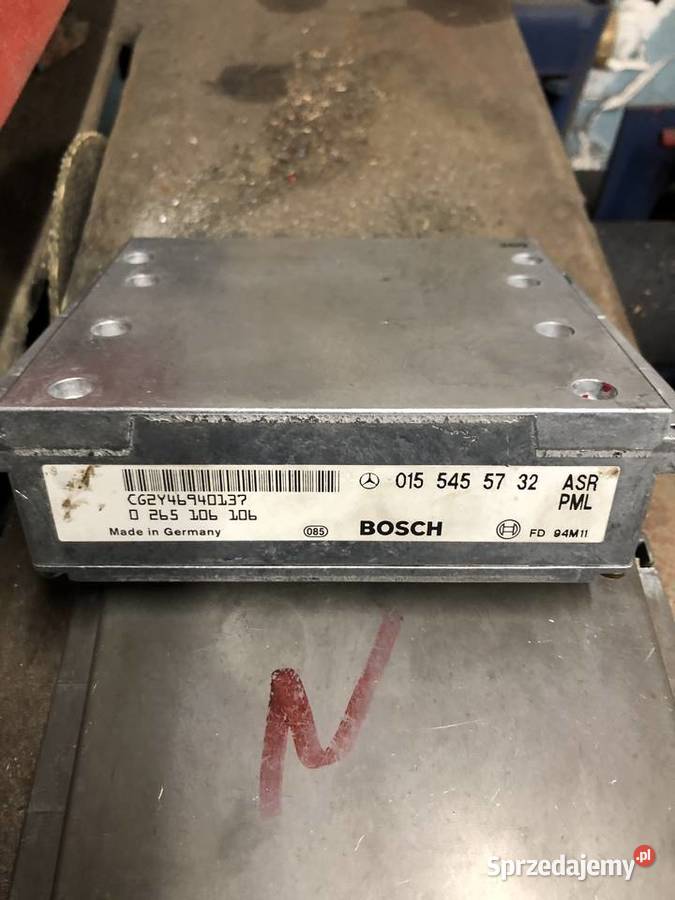 015 545 57 32 ASR
CG2Y46940137 PML
0 265 106 106
Made in Germany 085 BOSCH FD 94M11
N
Sprzedajemy.pl